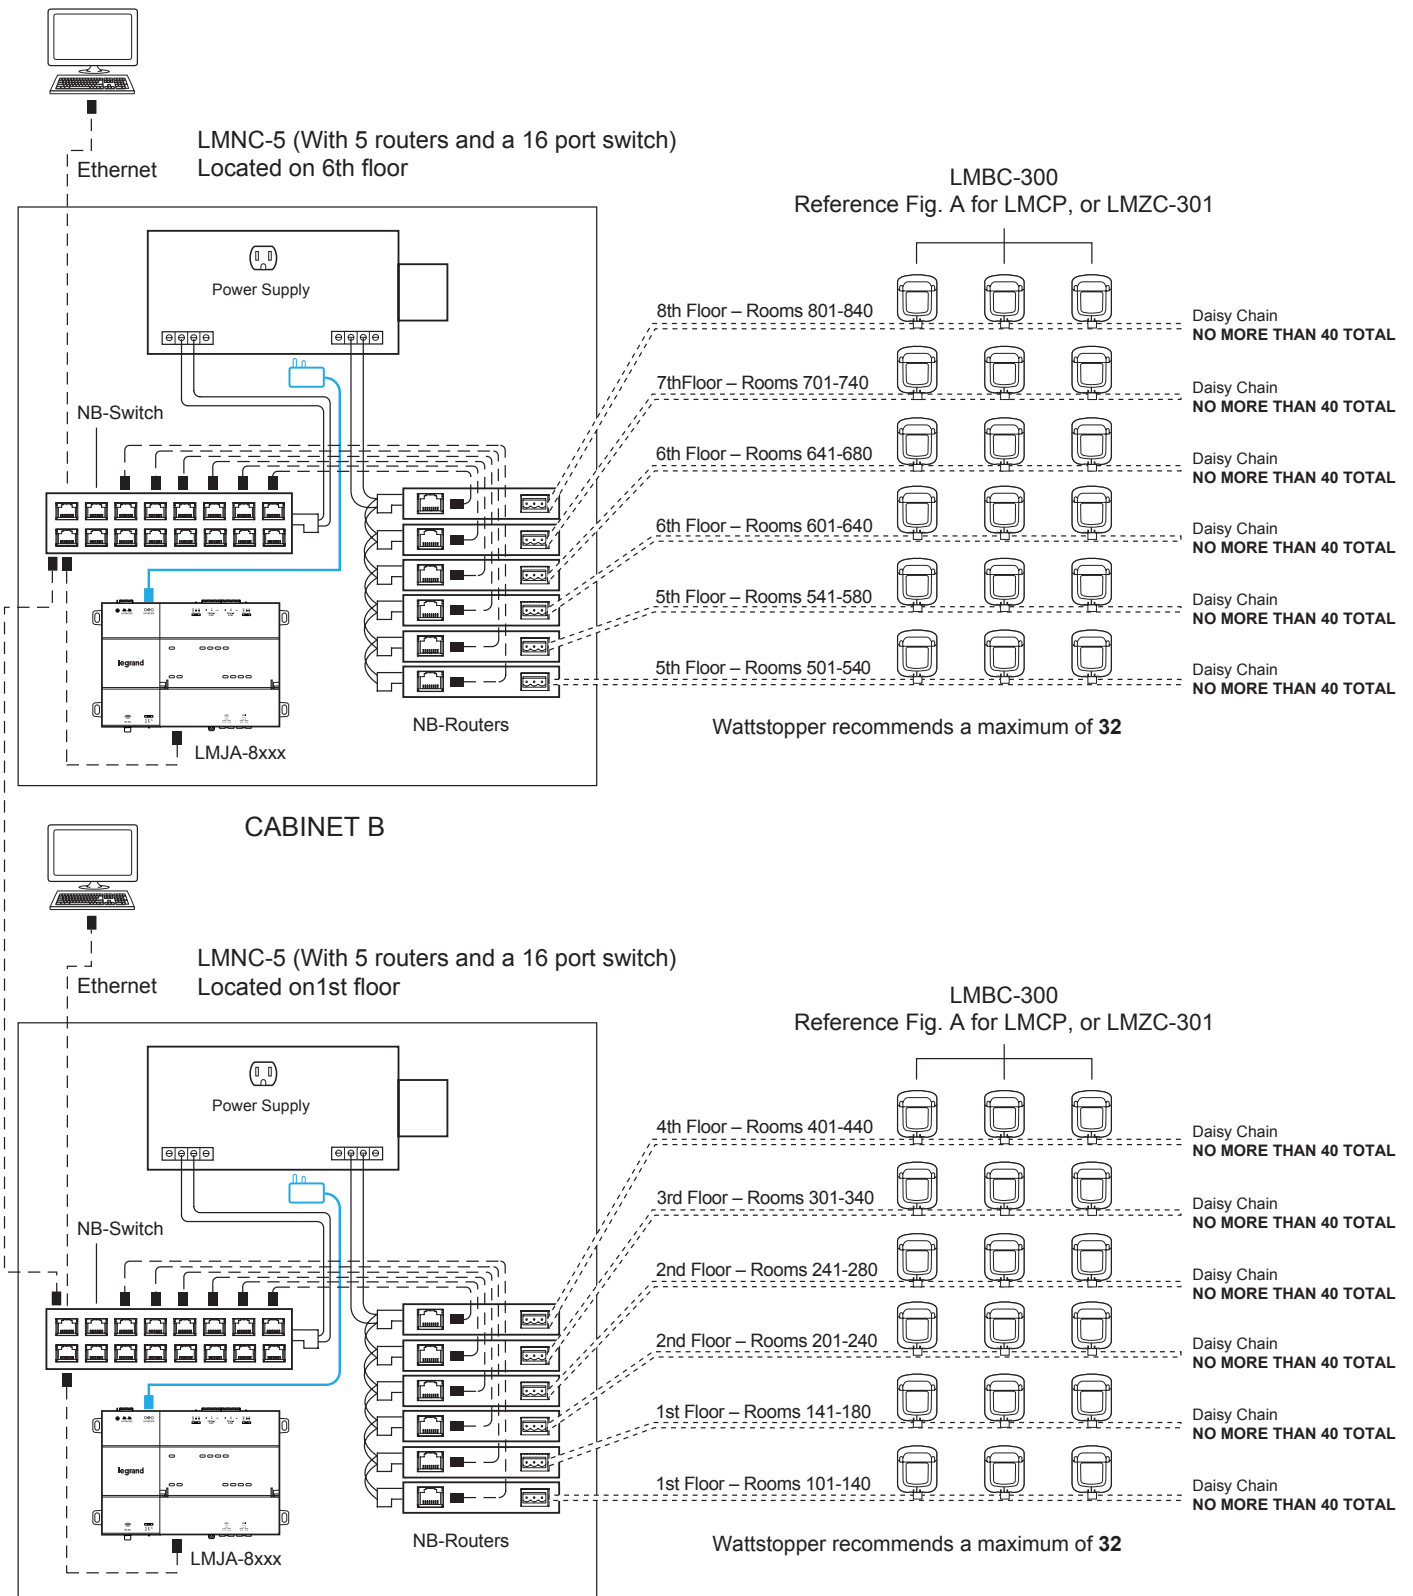 LMNC-5 (With 5 routers and a 16 port switch)
Ethernet
Located on 6th floor
LMBC-300
Reference Fig. A for LMCP, or LMZC-301
Power Supply
8th Floor – Rooms 801-840
Daisy Chain
NO MORE THAN 40 TOTAL
7thFloor – Rooms 701-740
Daisy Chain
NO MORE THAN 40 TOTAL
NB-Switch
6th Floor – Rooms 641-680
Daisy Chain
NO MORE THAN 40 TOTAL
6th Floor – Rooms 601-640
Daisy Chain
NO MORE THAN 40 TOTAL
5th Floor – Rooms 541-580
Daisy Chain
NO MORE THAN 40 TOTAL
legrand
5th Floor – Rooms 501-540
Daisy Chain
NO MORE THAN 40 TOTAL
NB-Routers
Wattstopper recommends a maximum of 32
LMJA-8xxx
CABINET B
LMNC-5 (With 5 routers and a 16 port switch)
Ethernet
Located on1st floor
LMBC-300
Reference Fig. A for LMCP, or LMZC-301
Power Supply
4th Floor – Rooms 401-440
Daisy Chain
NO MORE THAN 40 TOTAL
3rd Floor – Rooms 301-340
Daisy Chain
NO MORE THAN 40 TOTAL
NB-Switch
2nd Floor – Rooms 241-280
Daisy Chain
NO MORE THAN 40 TOTAL
2nd Floor – Rooms 201-240
Daisy Chain
NO MORE THAN 40 TOTAL
1st Floor – Rooms 141-180
Daisy Chain
NO MORE THAN 40 TOTAL
legrand
1st Floor – Rooms 101-140
Daisy Chain
NO MORE THAN 40 TOTAL
NB-Routers
Wattstopper recommends a maximum of 32
LMJA-8xxx